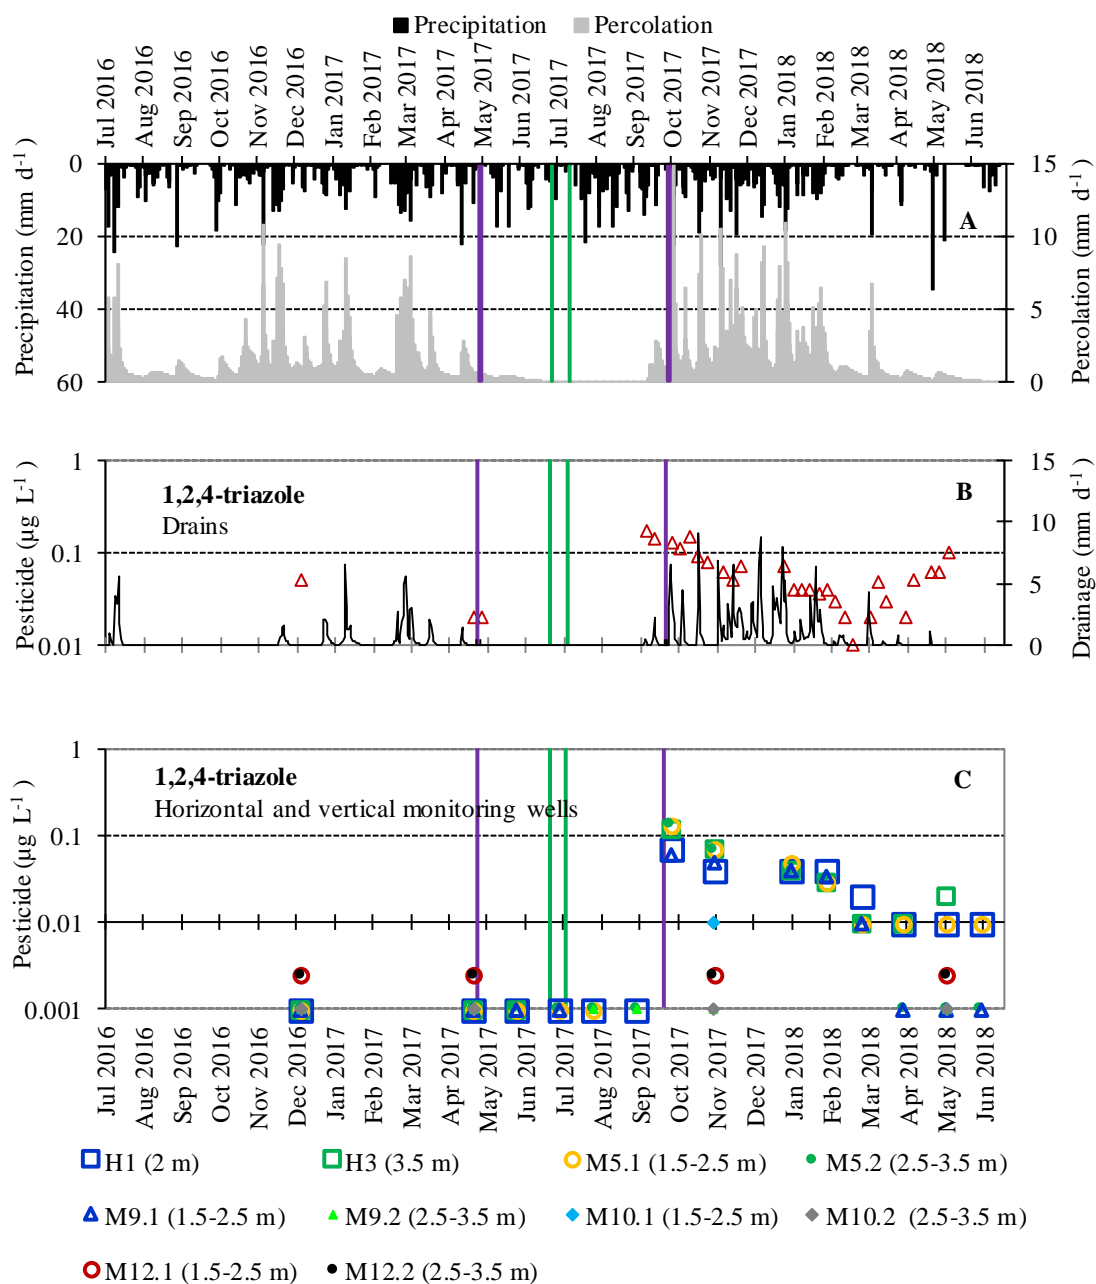 Precipitation Percolation
Jul 2016
Aug 2016
Sep 2016
Oct 2016
Nov 2016
Dec 2016
Jan 2017
Feb 2017
Mar 2017
Apr 2017
May 2017
Jun 2017
Jul 2017
Aug 2017
Sep 2017
Oct 2017
Nov 2017
Dec 2017
Jan 2018
Feb 2018
Mar 2018
Apr 2018
May 2018
Jun 2018
Precipitation (mm d⁻¹)
0
20
40
60
A
15
10
5
0
Percolation (mm d⁻¹)
Pesticide (µg L⁻¹)
1
0.1
0.01
1,2,4-triazole
Drains
B
15
10
5
0
Drainage (mm d⁻¹)
Pesticide (µg L⁻¹)
1
0.1
0.01
0.001
1,2,4-triazole
Horizontal and vertical monitoring wells
C
Jul 2016
Aug 2016
Sep 2016
Oct 2016
Nov 2016
Dec 2016
Jan 2017
Feb 2017
Mar 2017
Apr 2017
May 2017
Jun 2017
Jul 2017
Aug 2017
Sep 2017
Oct 2017
Nov 2017
Dec 2017
Jan 2018
Feb 2018
Mar 2018
Apr 2018
May 2018
Jun 2018
H1 (2 m) H3 (3.5 m) M5.1 (1.5-2.5 m) M5.2 (2.5-3.5 m)
M9.1 (1.5-2.5 m) M9.2 (2.5-3.5 m) M10.1 (1.5-2.5 m) M10.2 (2.5-3.5 m)
M12.1 (1.5-2.5 m) M12.2 (2.5-3.5 m)